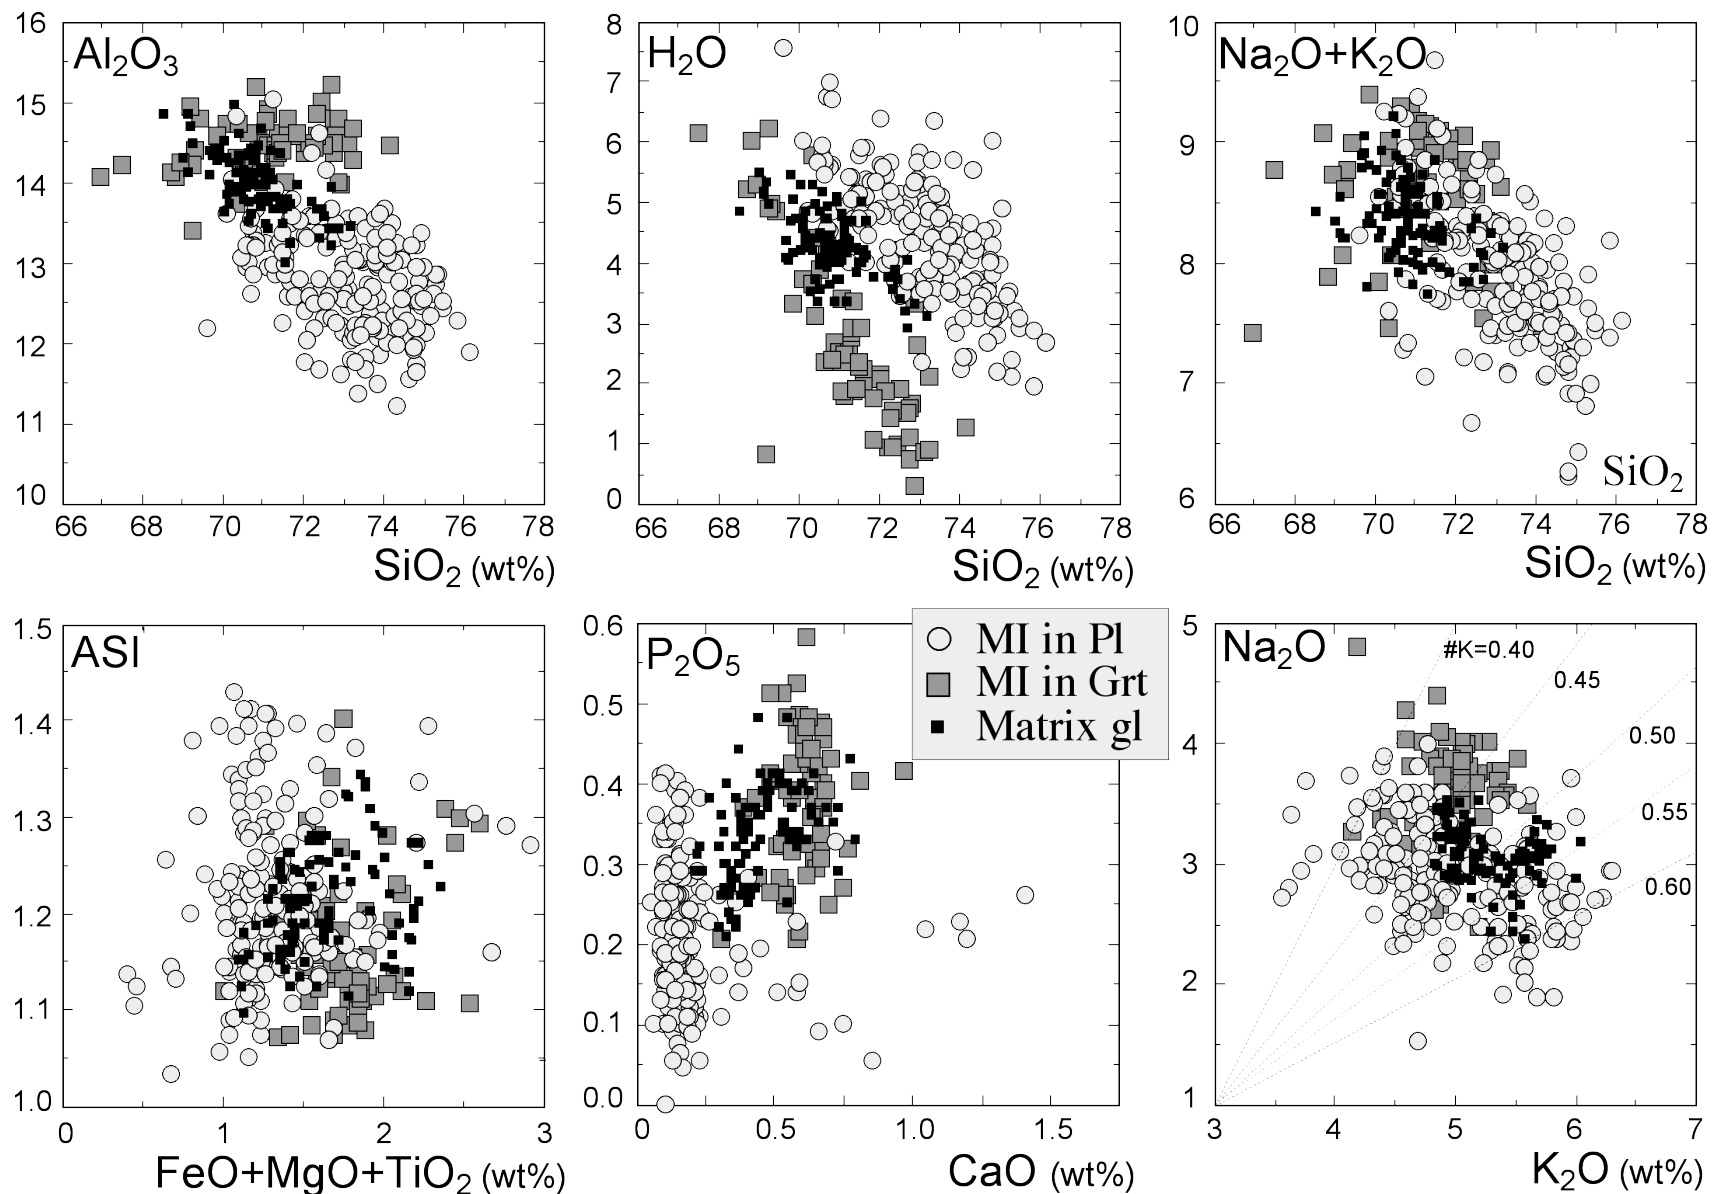 Al₂O₃
16
15
14
13
12
11
10
66 68 70 72 74 76 78
SiO₂ (wt%)
H₂O
8
7
6
5
4
3
2
1
0
66 68 70 72 74 76 78
SiO₂ (wt%)
Na₂O+K₂O
10
9
8
7
6
SiO₂
66 68 70 72 74 76 78
SiO₂ (wt%)
ASI
1.5
1.4
1.3
1.2
1.1
1.0
0 1 2 3
FeO+MgO+TiO₂ (wt%)
P₂O₅
0.6
0.5
0.4
0.3
0.2
0.1
0.0
0 0.5 1.0 1.5
CaO (wt%)
MI in Pl
MI in Grt
Matrix gl
Na₂O
5
4
3
2
1
#K=0.40
0.45
0.50
0.55
0.60
3 4 5 6 7
K₂O (wt%)